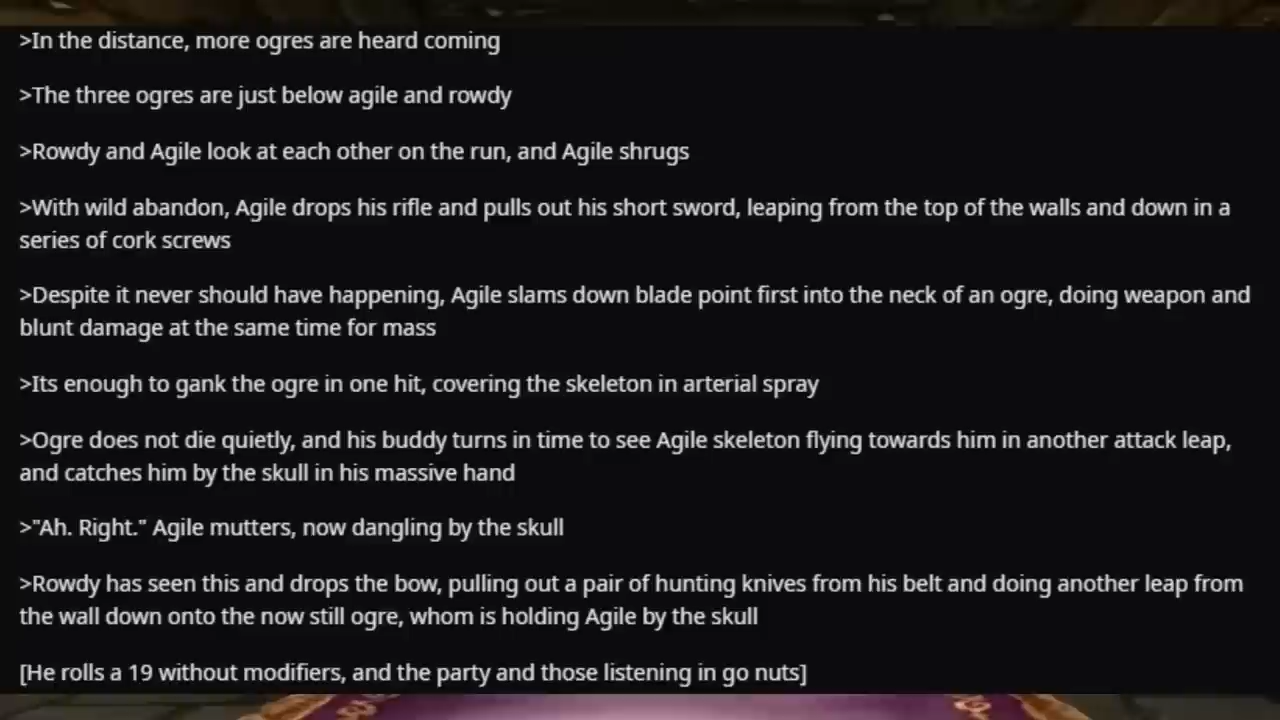 >In the distance, more ogres are heard coming
>The three ogres are just below agile and rowdy
>Rowdy and Agile look at each other on the run, and Agile shrugs
>With wild abandon, Agile drops his rifle and pulls out his short sword, leaping from the top of the walls and down in a
series of cork screws
>Despite it never should have happening, Agile slams down blade point first into the neck of an ogre, doing weapon and
blunt damage at the same time for mass
>Its enough to gank the ogre in one hit, covering the skeleton in arterial spray
>Ogre does not die quietly, and his buddy turns in time to see Agile skeleton flying towards him in another attack leap,
and catches him by the skull in his massive hand
>"Ah. Right." Agile mutters, now dangling by the skull
>Rowdy has seen this and drops the bow, pulling out a pair of hunting knives from his belt and doing another leap from
the wall down onto the now still ogre, whom is holding Agile by the skull
[He rolls a 19 without modifiers, and the party and those listening in go nuts]